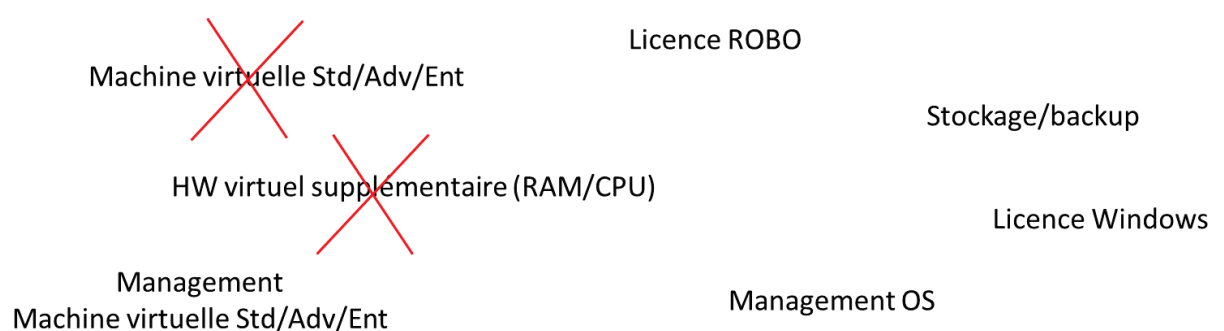 Licence ROBO
Machine virtuelle Std/Adv/Ent
Stockage/backup
HW virtuel supplémentaire (RAM/CPU)
Licence Windows
Management
Machine virtuelle Std/Adv/Ent
Management OS